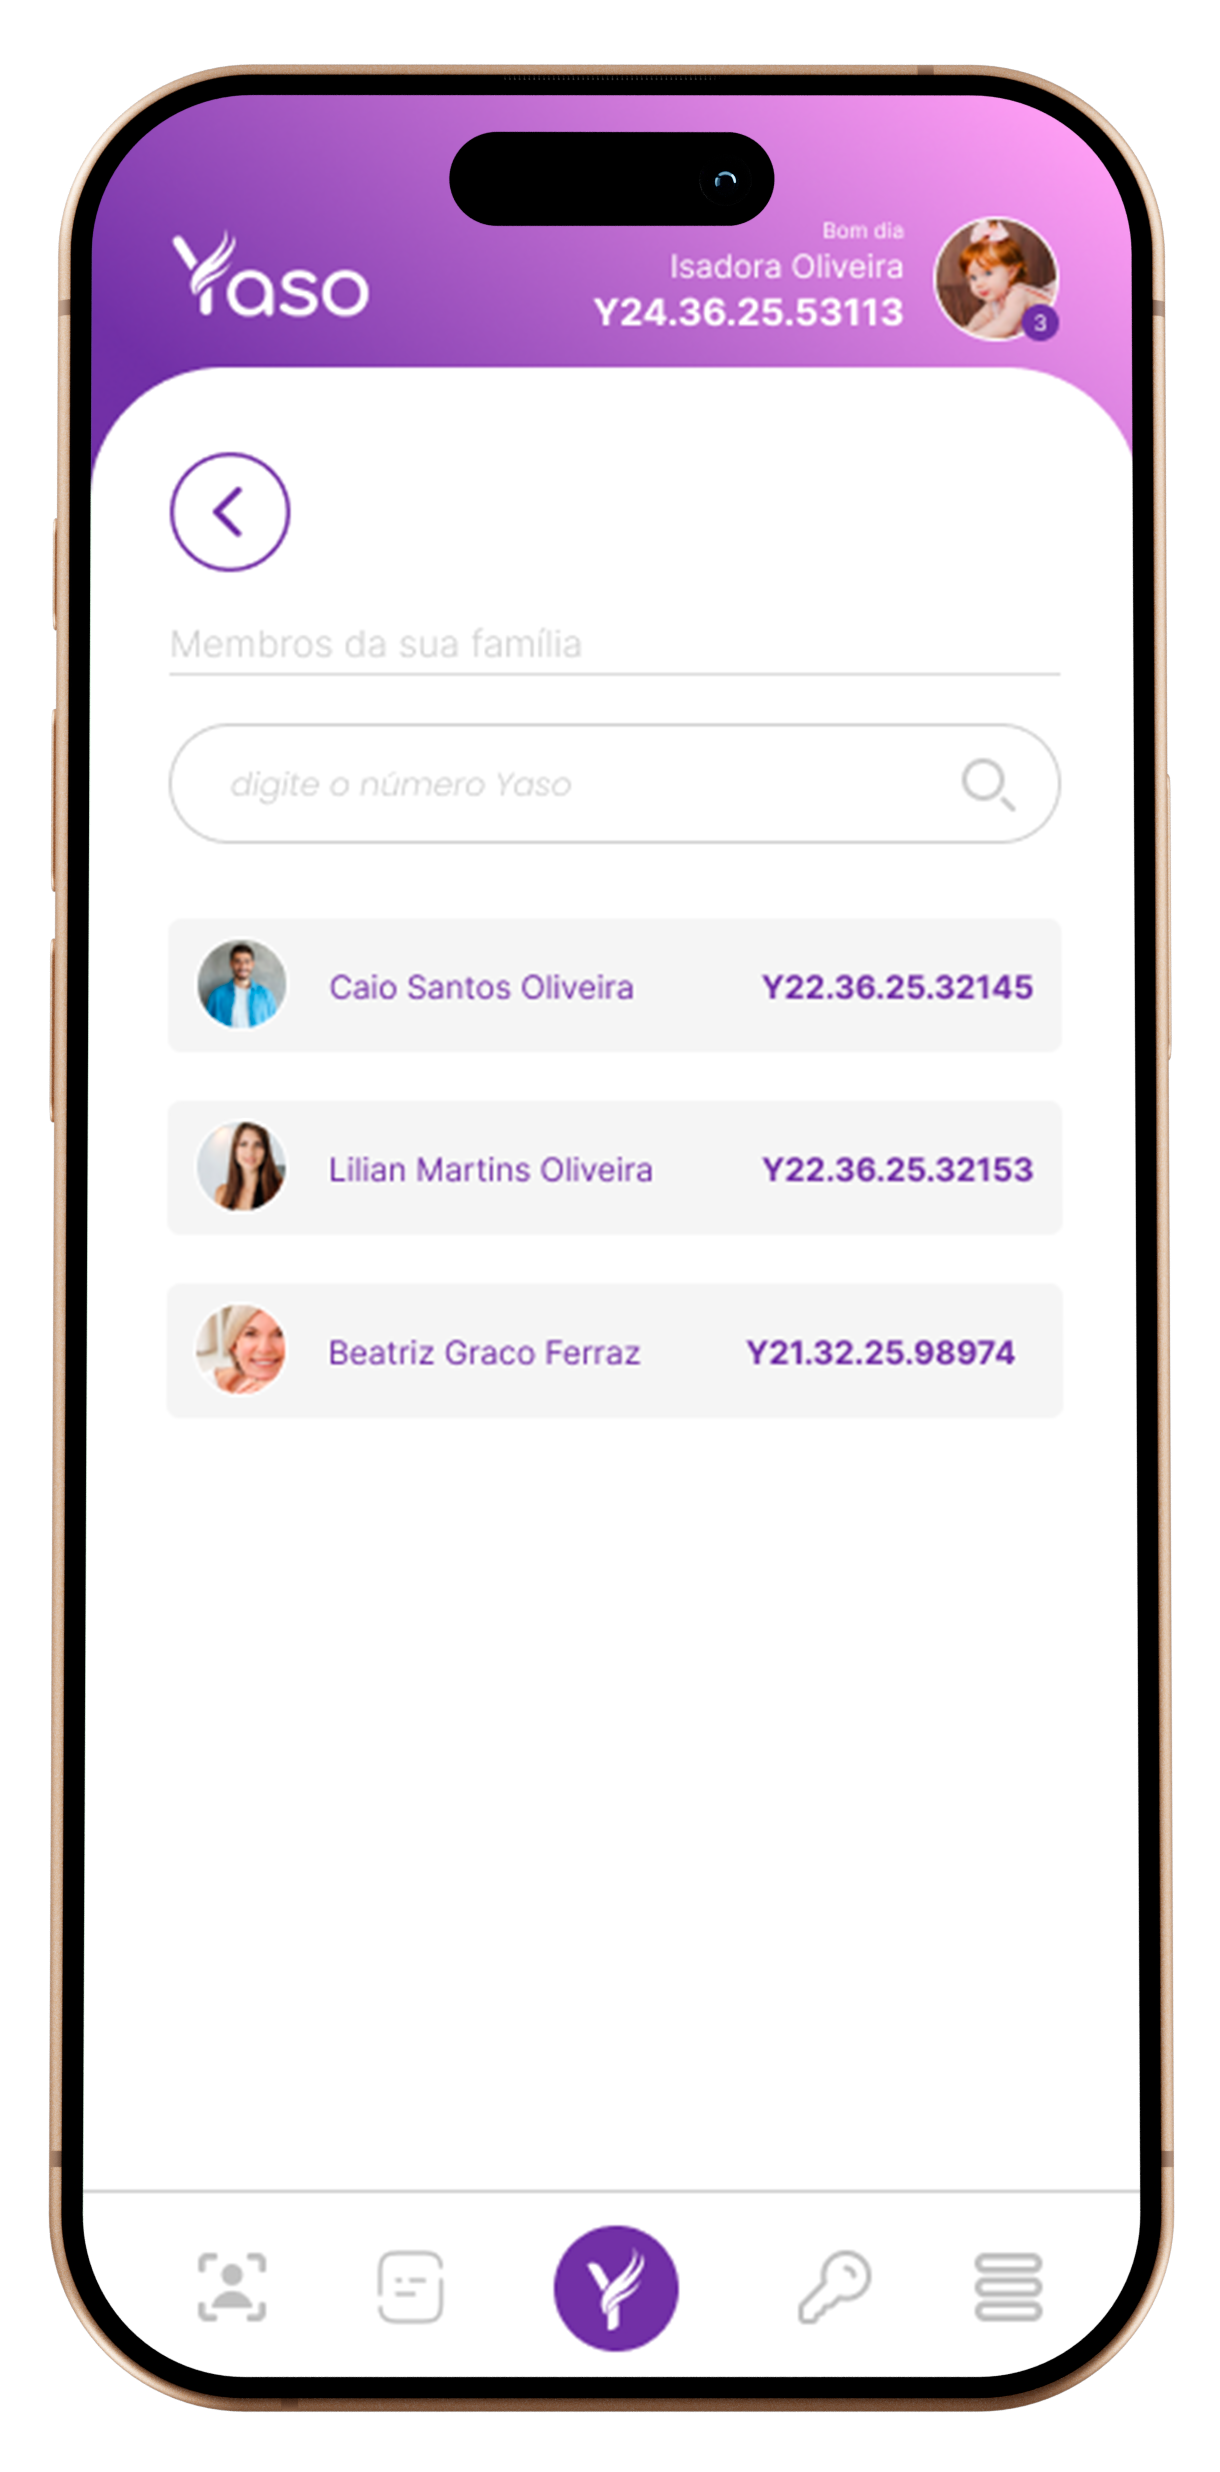 Yaso
Bom dia
Isadora Oliveira
Y24.36.25.53113
3
Membros da sua família
digite o número Yaso
Caio Santos Oliveira Y22.36.25.32145
Lilian Martins Oliveira Y22.36.25.32153
Beatriz Graco Ferraz Y21.32.25.98974
Y